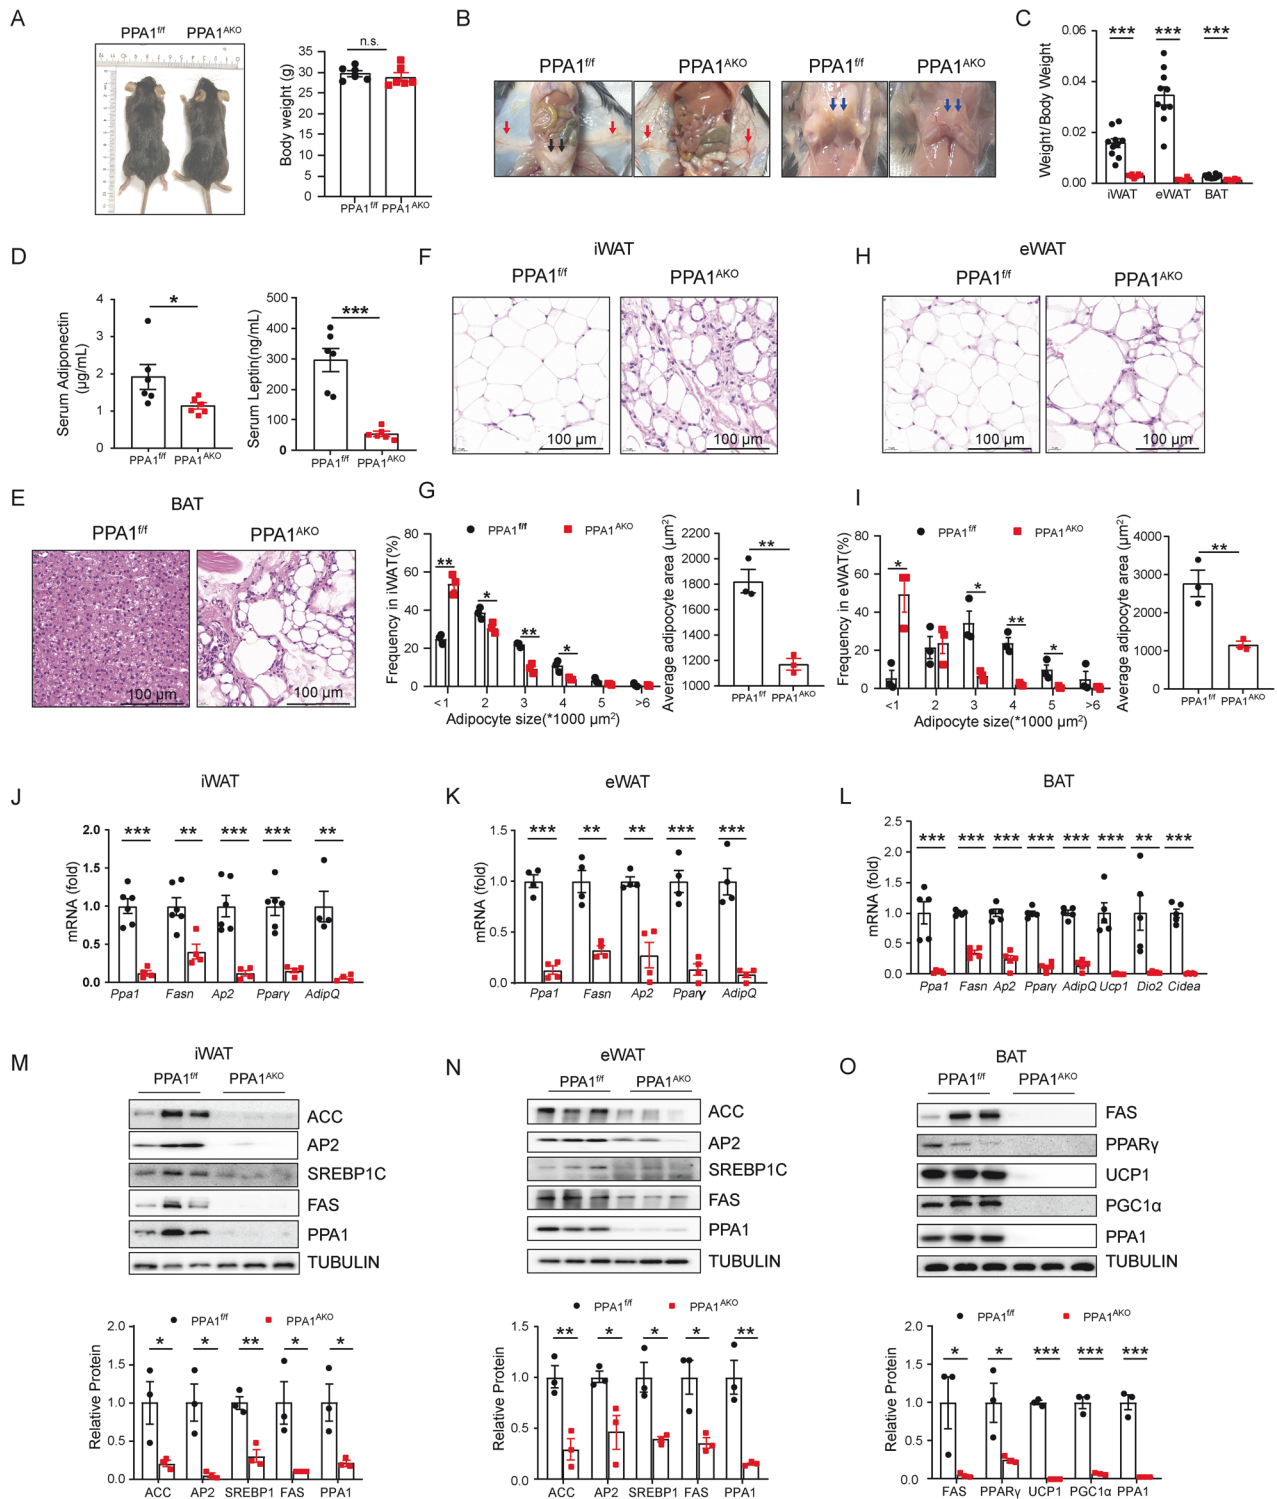 A
PPA1f/f PPA1AKO
Body weight (g)
35
30
25
20
15
10
5
0
n.s.
PPA1f/f PPA1AKO
B
PPA1f/f PPA1AKO PPA1f/f PPA1AKO
C
Weight/Body Weight
0.06
0.04
0.02
0.00
*** *** ***
iWAT eWAT BAT
D
Serum Adiponectin
(µg/mL)
4
3
2
1
0
*
PPA1f/f PPA1AKO
Serum Leptin(ng/mL)
500
400
300
200
100
0
***
PPA1f/f PPA1AKO
E
BAT
PPA1f/f PPA1AKO
100 µm 100 µm
F
iWAT
PPA1f/f PPA1AKO
100 µm 100 µm
G
PPA1f/f PPA1AKO
Frequency in iWAT(%)
80
60
40
20
0
** * ** *
<1 2 3 4 5 >6
Adipocyte size(*1000 µm2)
Average adipocyte area (µm2)
2200
2000
1800
1600
1400
1200
1000
**
PPA1f/f PPA1AKO
H
eWAT
PPA1f/f PPA1AKO
100 µm 100 µm
I
PPA1f/f PPA1AKO
Frequency in eWAT(%)
80
60
40
20
0
* * ** *
<1 2 3 4 5 >6
Adipocyte size(*1000 µm2)
Average adipocyte area (µm2)
4000
3000
2000
1000
0
**
PPA1f/f PPA1AKO
J
iWAT
mRNA (fold)
2.0
1.5
1.0
0.5
0.0
*** ** *** *** **
Ppa1 Fasn Ap2 Pparγ AdipQ
K
eWAT
mRNA (fold)
1.5
1.0
0.5
0.0
*** ** ** *** ***
Ppa1 Fasn Ap2 Pparγ AdipQ
L
BAT
mRNA (fold)
2.5
2.0
1.5
1.0
0.5
0.0
*** *** *** *** *** *** ** ***
Ppa1 Fasn Ap2 Pparγ AdipQ Ucp1 Dio2 Cidea
M
iWAT
PPA1f/f PPA1AKO
ACC
AP2
SREBP1C
FAS
PPA1
TUBULIN
PPA1f/f PPA1AKO
Relative Protein
2.0
1.5
1.0
0.5
0.0
* * ** * *
ACC AP2 SREBP1 FAS PPA1
N
eWAT
PPA1f/f PPA1AKO
ACC
AP2
SREBP1C
FAS
PPA1
TUBULIN
PPA1f/f PPA1AKO
Relative Protein
1.5
1.0
0.5
0.0
** * * * **
ACC AP2 SREBP1 FAS PPA1
O
BAT
PPA1f/f PPA1AKO
FAS
PPARγ
UCP1
PGC1α
PPA1
TUBULIN
PPA1f/f PPA1AKO
Relative Protein
2.0
1.5
1.0
0.5
0.0
* * *** *** ***
FAS PPARγ UCP1 PGC1α PPA1